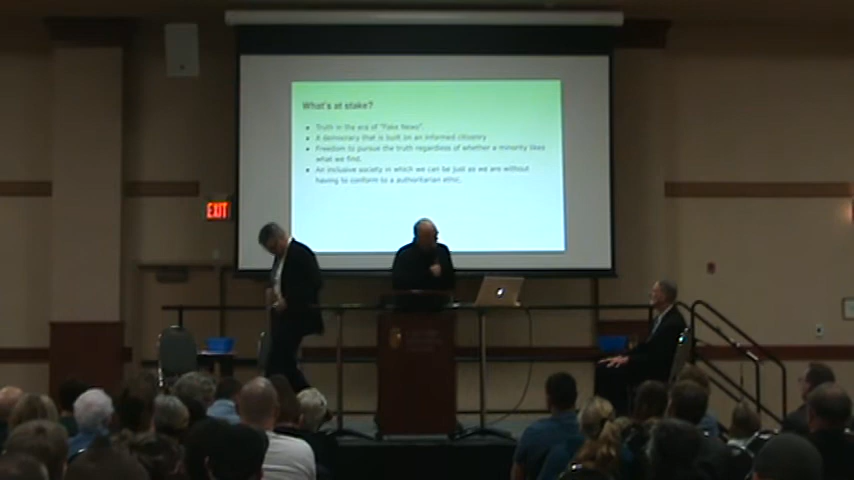 What's at stake?
• Truth in the era of "Fake News".
• A democracy that is built on an informed citizenry
• Freedom to pursue the truth regardless of whether a minority likes
what we find.
• An inclusive society in which we can be just as we are without
having to conform to a authoritarian ethic.
EXIT